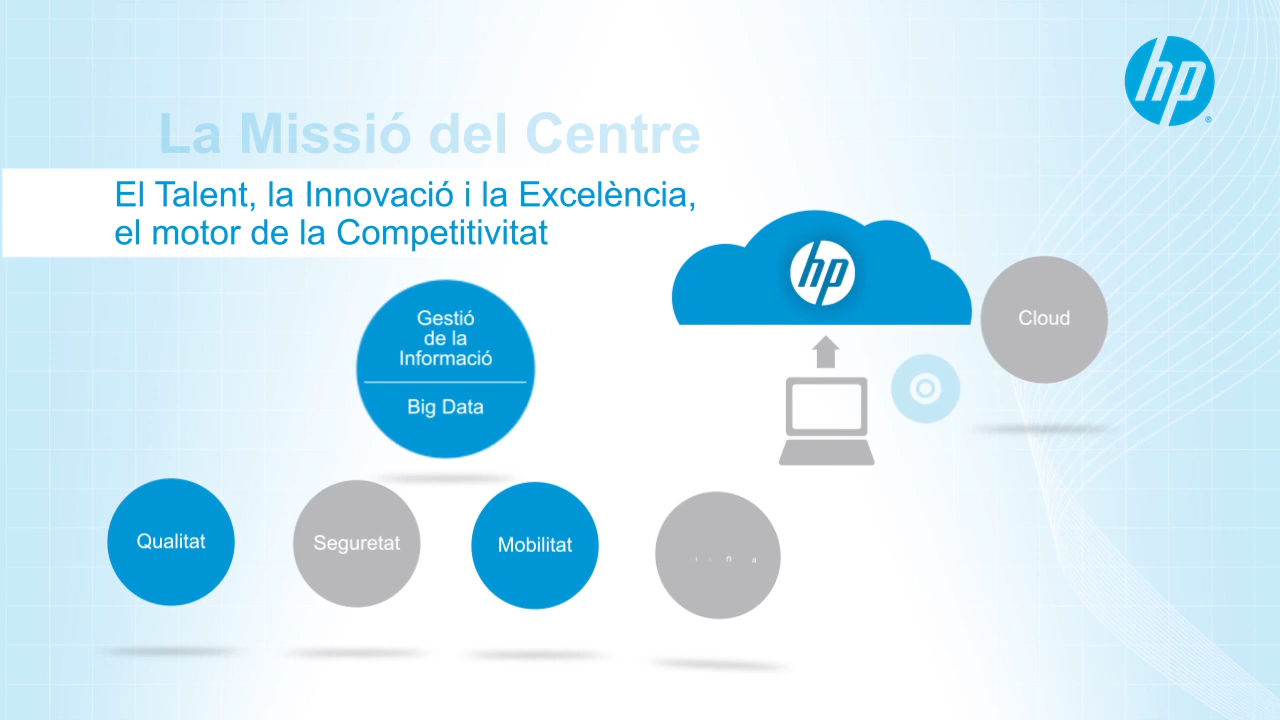 hp
La Missió del Centre
El Talent, la Innovació i la Excelència,
el motor de la Competitivitat
hp
Gestió
de la
Informació
Big Data
Cloud
Qualitat
Seguretat
Mobilitat